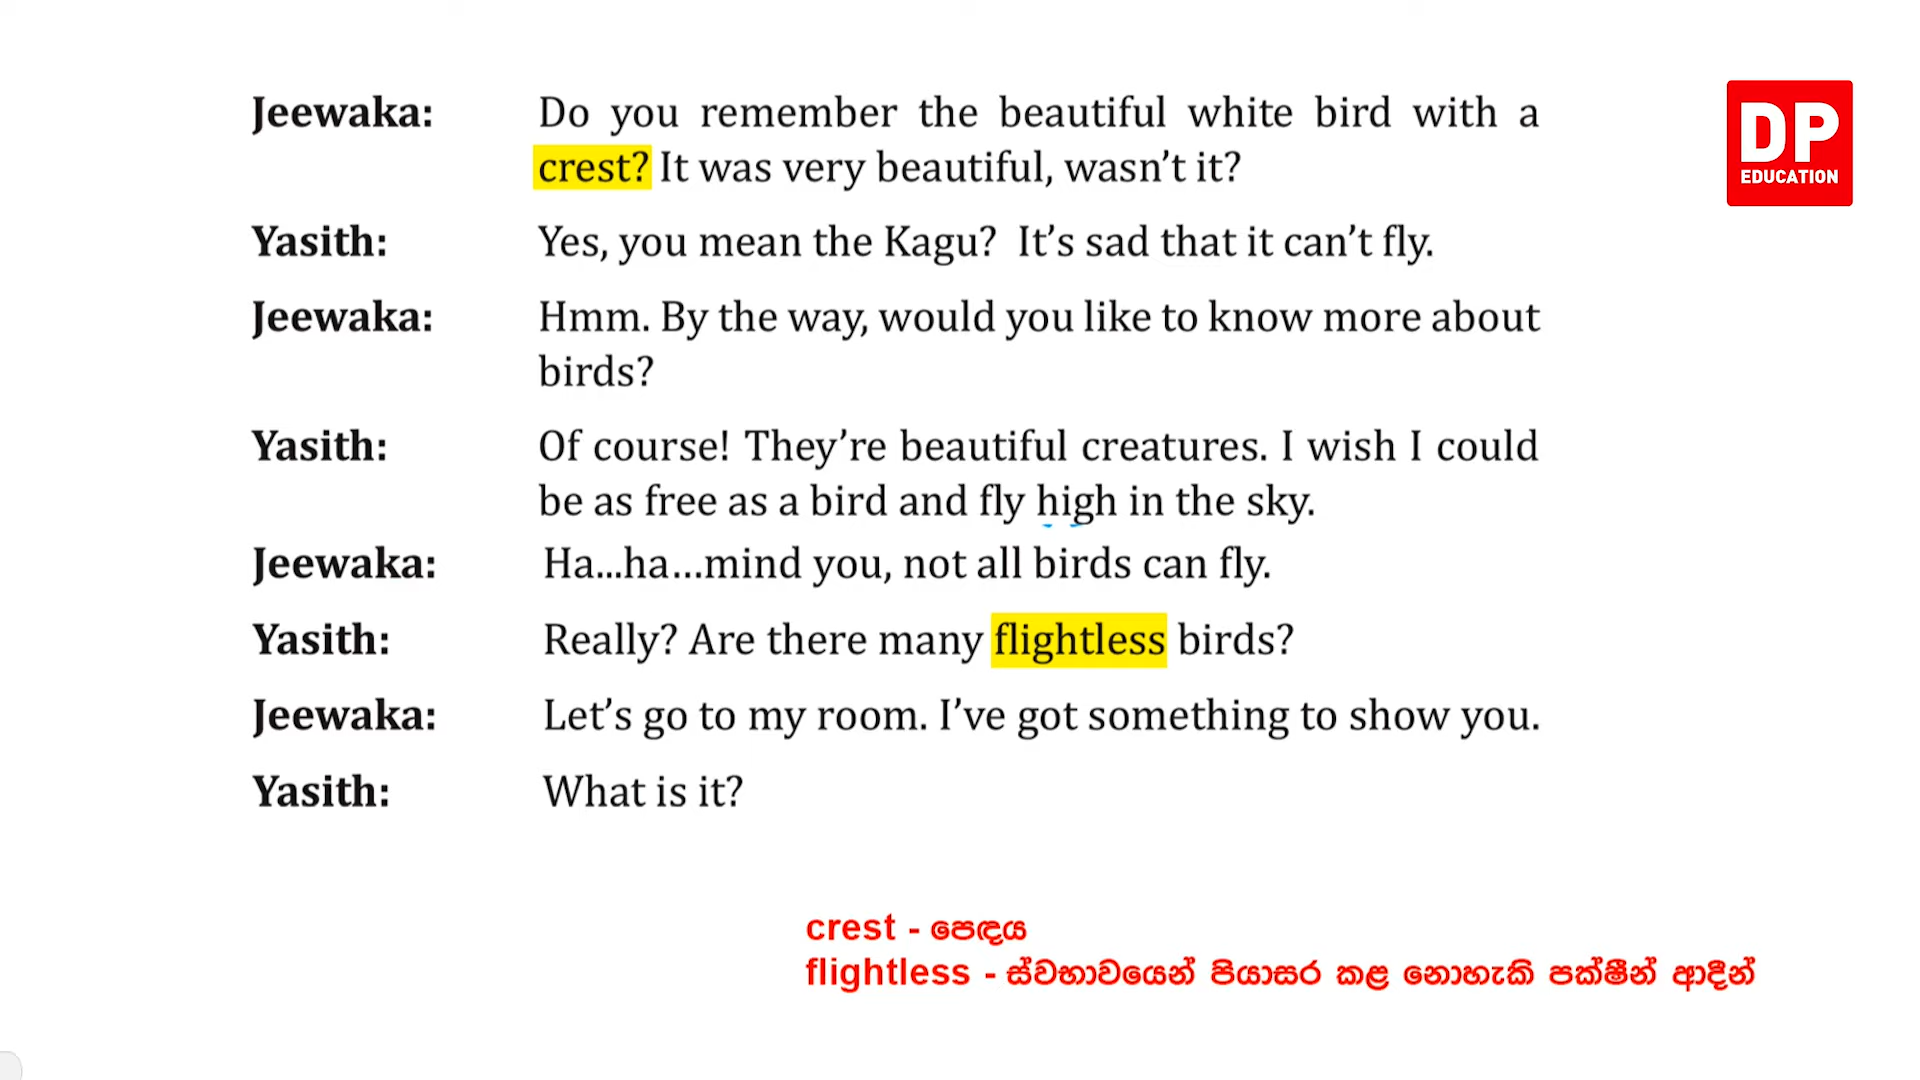 DP
EDUCATION
Jeewaka: Do you remember the beautiful white bird with a
crest? It was very beautiful, wasn’t it?
Yasith: Yes, you mean the Kagu? It’s sad that it can’t fly.
Jeewaka: Hmm. By the way, would you like to know more about
birds?
Yasith: Of course! They’re beautiful creatures. I wish I could
be as free as a bird and fly high in the sky.
Jeewaka: Ha...ha...mind you, not all birds can fly.
Yasith: Really? Are there many flightless birds?
Jeewaka: Let’s go to my room. I’ve got something to show you.
Yasith: What is it?
crest - පෙඳය
flightless - ස්වභාවයෙන් පියාසර කළ නොහැකි පක්ෂීන් ආදීන්